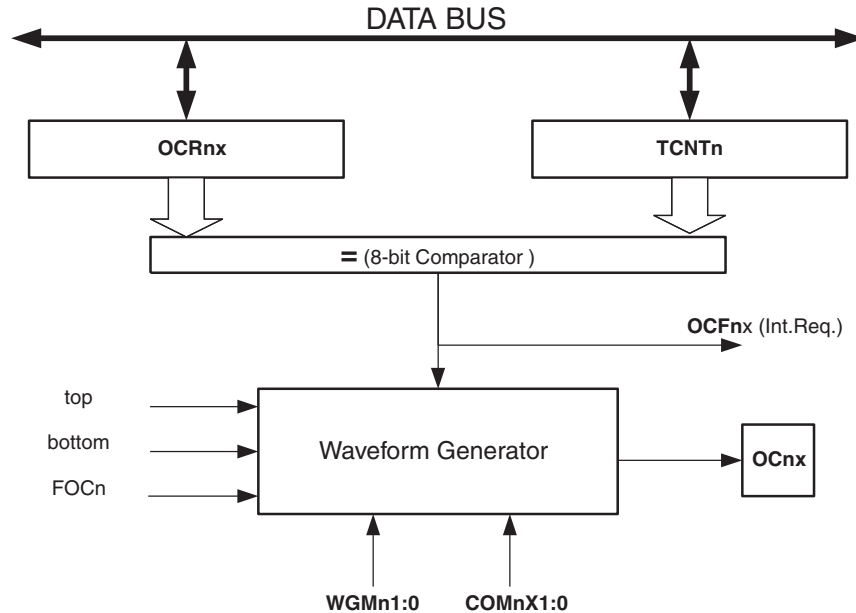 DATA BUS
OCRnx
TCNTn
= (8-bit Comparator )
OCFnx (Int.Req.)
top
bottom
FOCn
Waveform Generator
OCnx
WGMn1:0
COMnX1:0